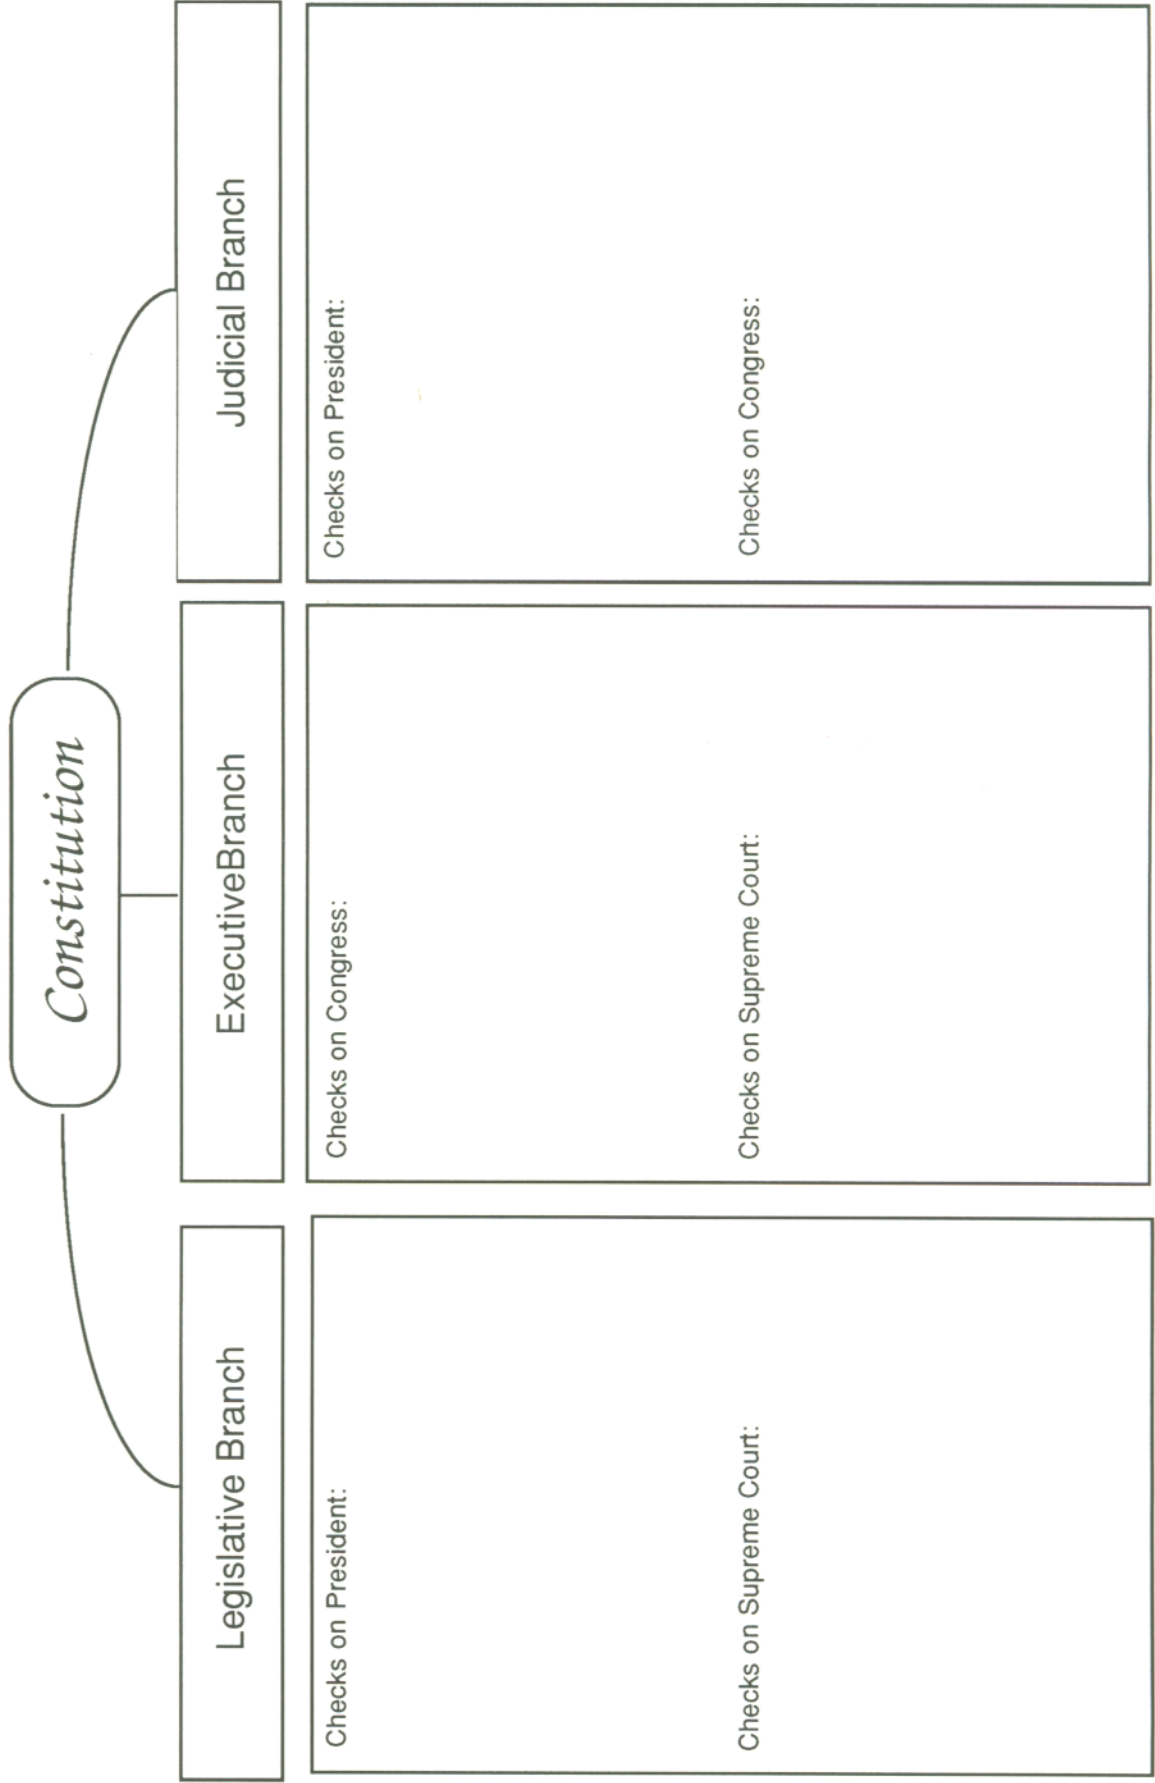 Constitution
Legislative Branch
ExecutiveBranch
Judicial Branch
Checks on President:
Checks on Supreme Court:
Checks on Congress:
Checks on Supreme Court:
Checks on President:
Checks on Congress: